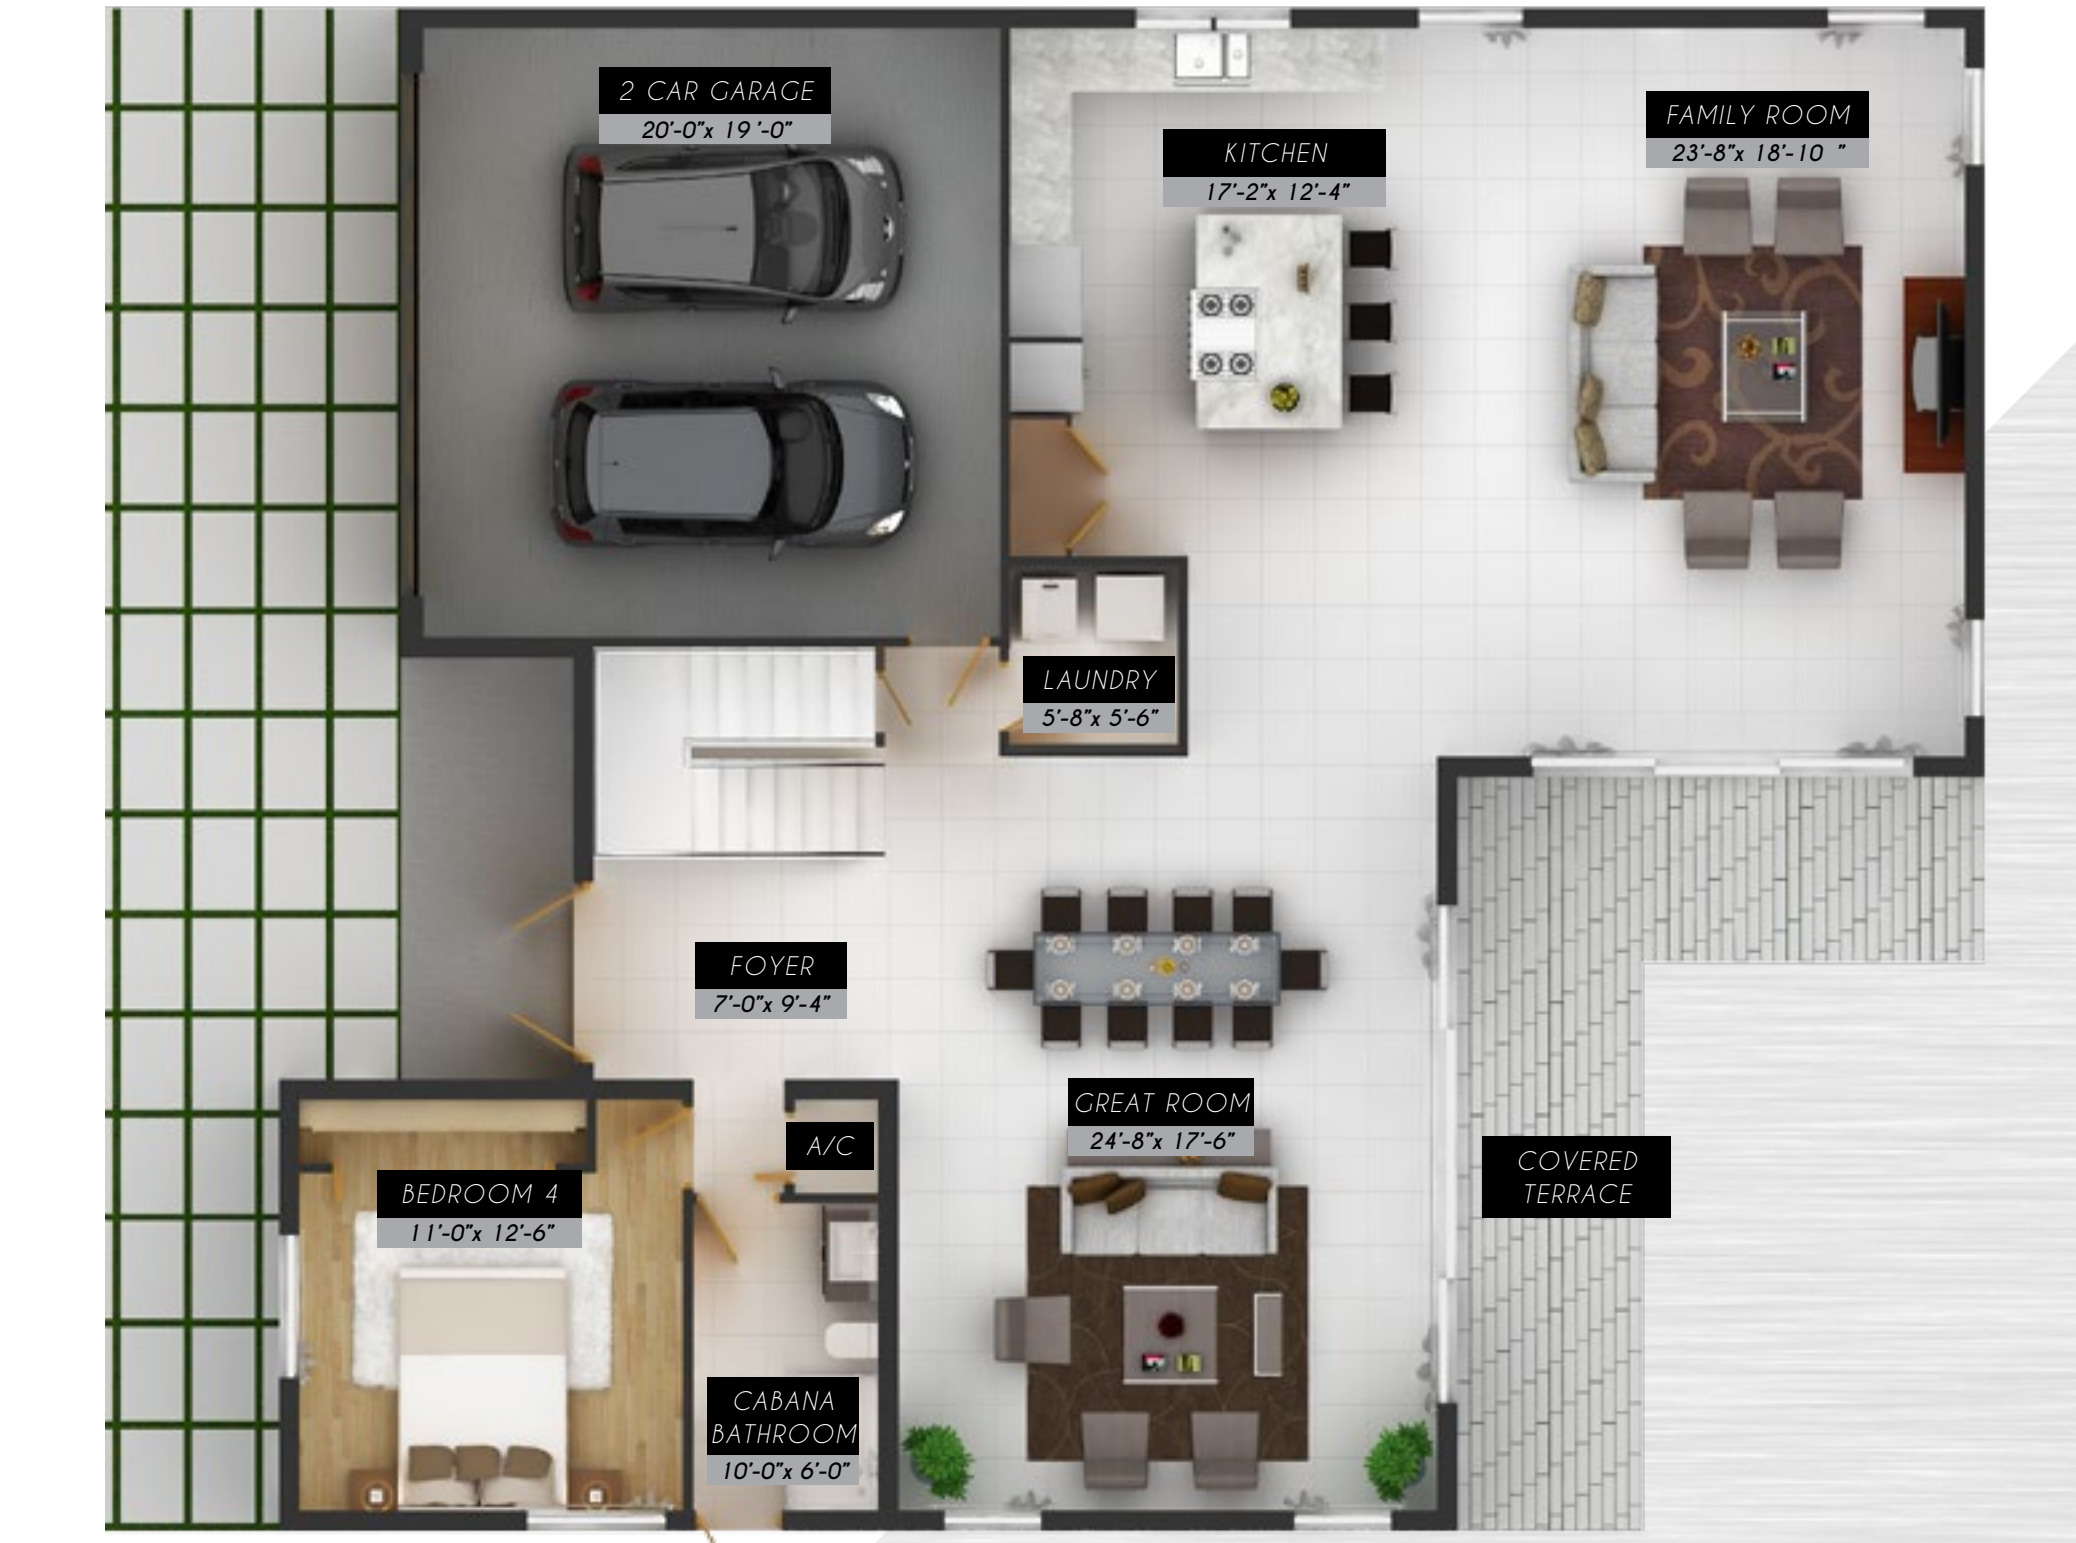 2 CAR GARAGE
20'-0"x 19'-0"
FAMILY ROOM
23'-8"x 18'-10 "
KITCHEN
17'-2"x 12'-4"
LAUNDRY
5'-8"x 5'-6"
FOYER
7'-0"x 9'-4"
GREAT ROOM
24'-8"x 17'-6"
A/C
COVERED
TERRACE
BEDROOM 4
11'-0"x 12'-6"
CABANA
BATHROOM
10'-0"x 6'-0"